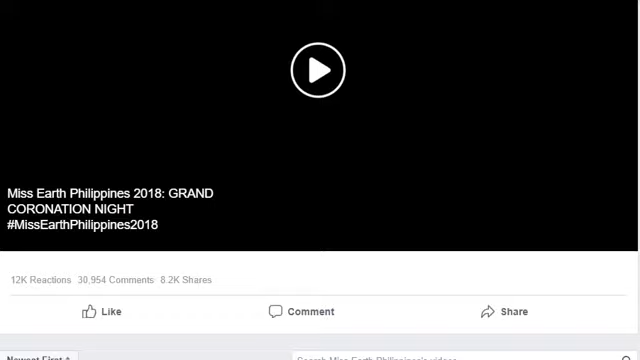 Miss Earth Philippines 2018: GRAND
CORONATION NIGHT
#MissEarthPhilippines2018
12K Reactions 30,954 Comments 8.2K Shares
Like Comment Share
Newest First Search Miss Earth Philippines's videos